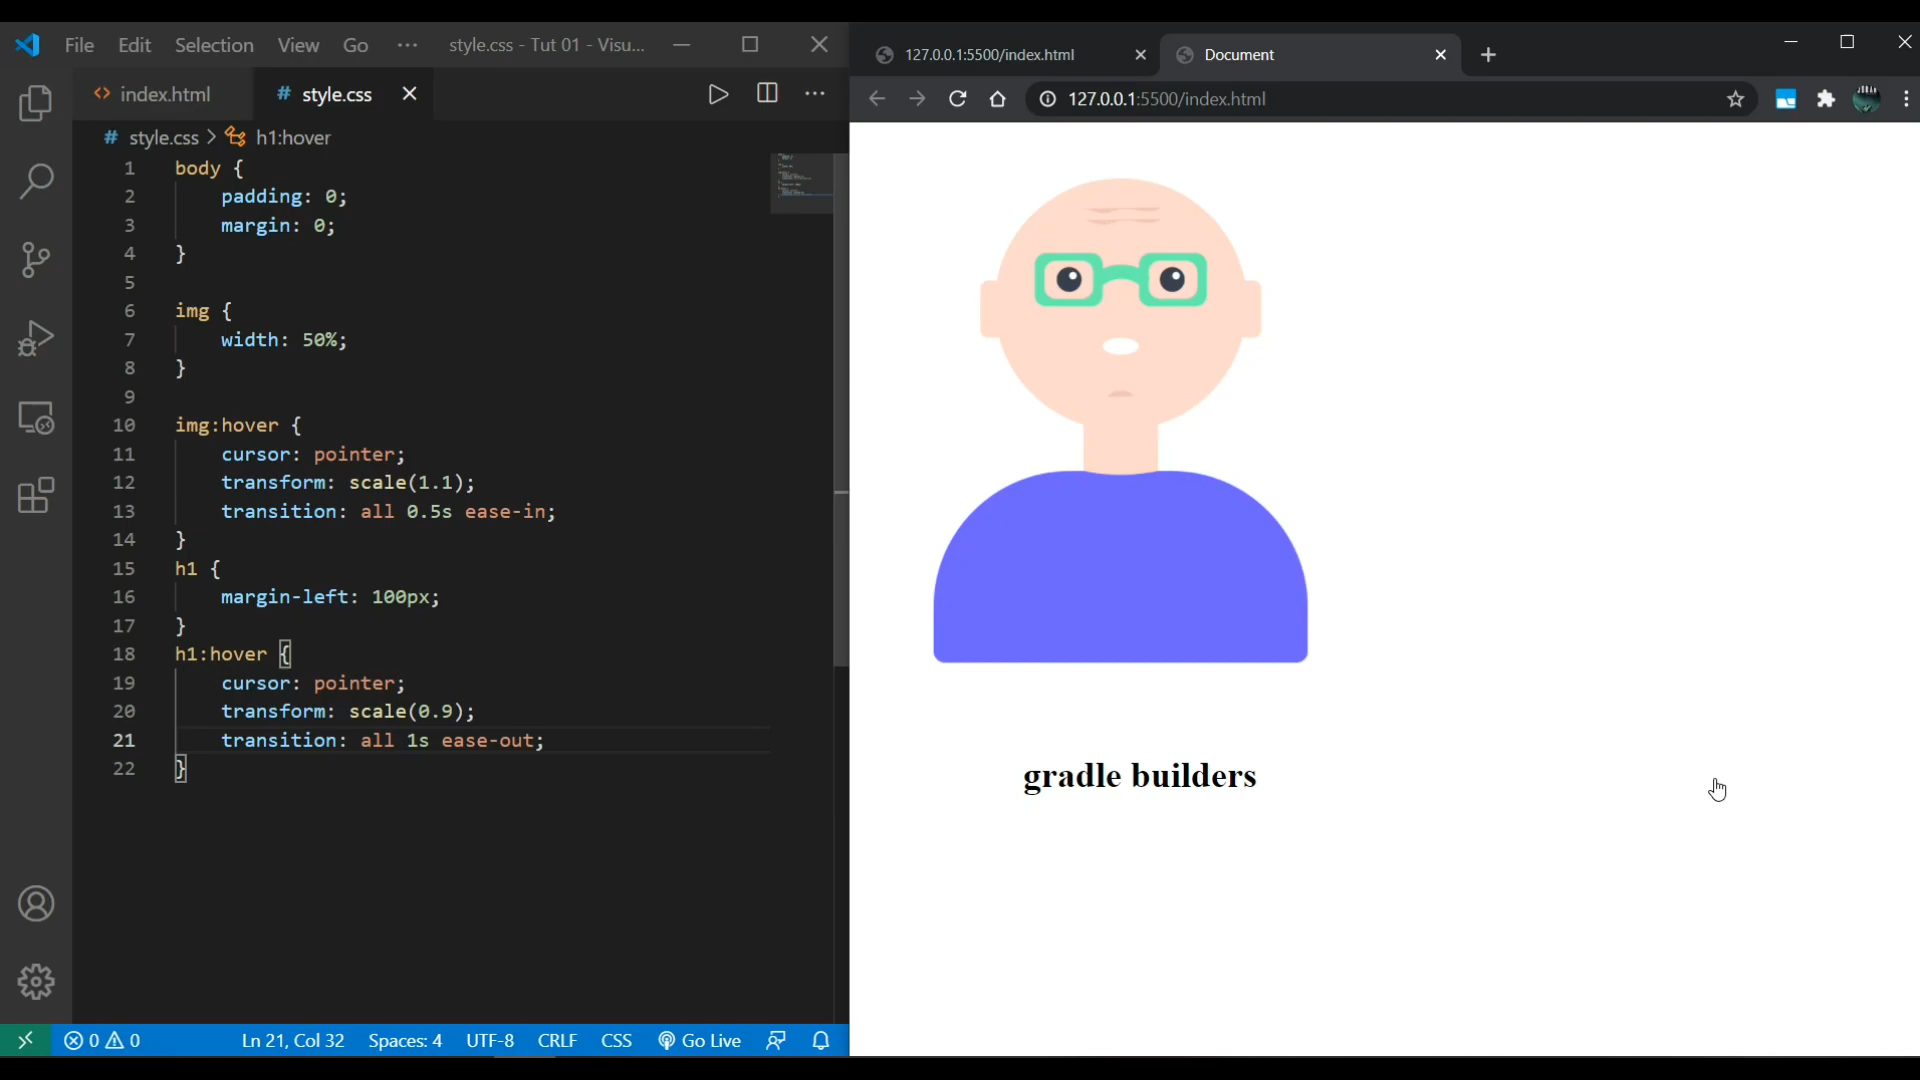 File Edit Selection View Go ··· style.css - Tut 01 - Visu...
index.html # style.css
# style.css > h1:hover
1 body {
2 padding: 0;
3 margin: 0;
4 }
5
6 img {
7 width: 50%;
8 }
9
10 img:hover {
11 cursor: pointer;
12 transform: scale(1.1);
13 transition: all 0.5s ease-in;
14 }
15 h1 {
16 margin-left: 100px;
17 }
18 h1:hover {
19 cursor: pointer;
20 transform: scale(0.9);
21 transition: all 1s ease-out;
22 }
0 0 Ln 21, Col 32 Spaces: 4 UTF-8 CRLF CSS Go Live
127.0.0.1:5500/index.html Document
127.0.0.1:5500/index.html
gradle builders